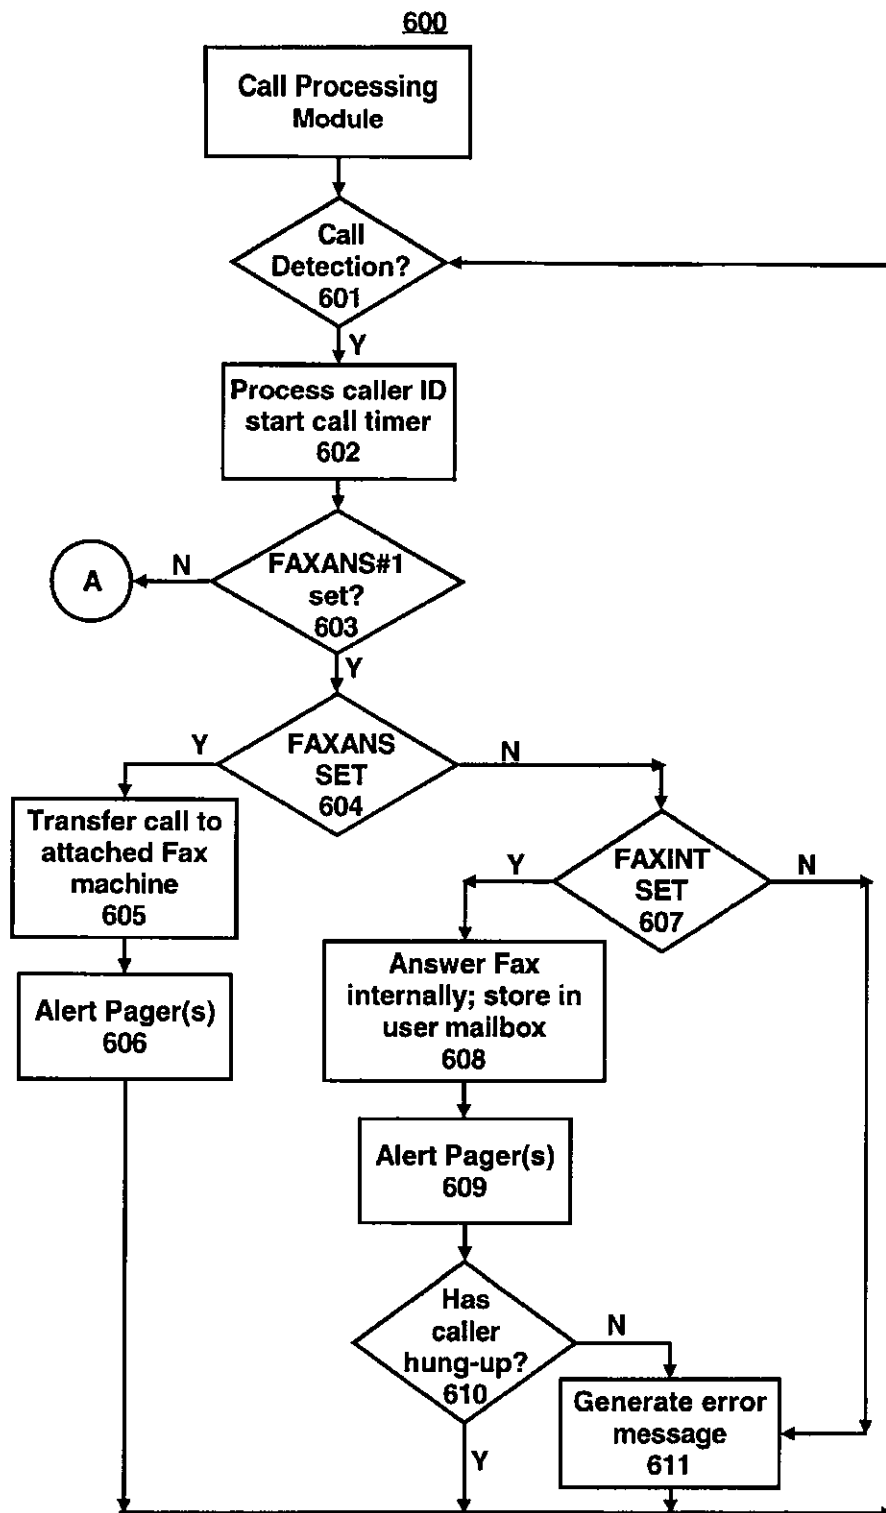 600
Call Processing
Module
Call
Detection?
601
Y
Process caller ID
start call timer
602
FAXANS#1
set?
603
N
A
Y
FAXANS
SET
604
Y
N
Transfer call to
attached Fax
machine
605
Alert Pager(s)
606
FAXINT
SET
607
Y
N
Answer Fax
internally; store in
user mailbox
608
Alert Pager(s)
609
Has
caller
hung-up?
610
N
Y
Generate error
message
611